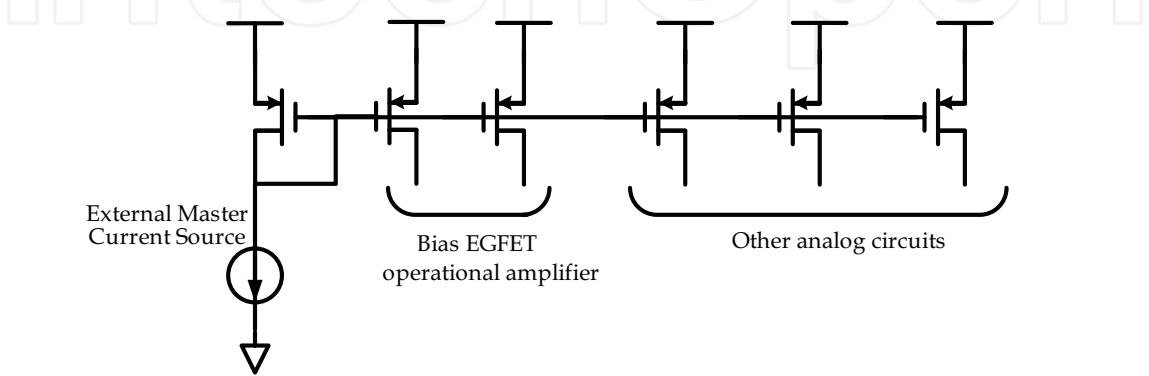 External Master
Current Source
Bias EGFET
operational amplifier
Other analog circuits